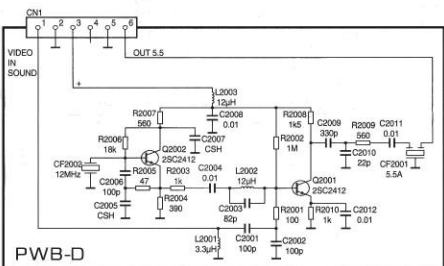 CN1
1 2 3 4 5 6
VIDEO IN SOUND
OUT 5.5
+
L2003 12μH
R2007 560
C2008 0.01
R2008 1k5
C2009 330p
R2009 560
C2011 0.01
R2006 18k
Q2002 2SC2412
C2007 CSH
R2002 1M
C2010 22p
CF2001 5.5A
CF2002 12MHz
C2006 100p
R2005 47
R2003 1k
C2004 0.01
L2002 12μH
Q2001 2SC2412
C2005 CSH
R2004 390
C2003 82p
R2001 100
R2010 1k
C2012 0.01
L2001 3.3μH
C2001 100p
C2002 100p
PWB-D